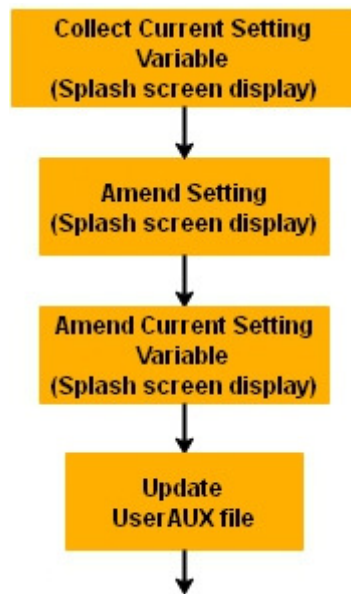 Collect Current Setting
Variable
(Splash screen display)
Amend Setting
(Splash screen display)
Amend Current Setting
Variable
(Splash screen display)
Update
UserAUX file